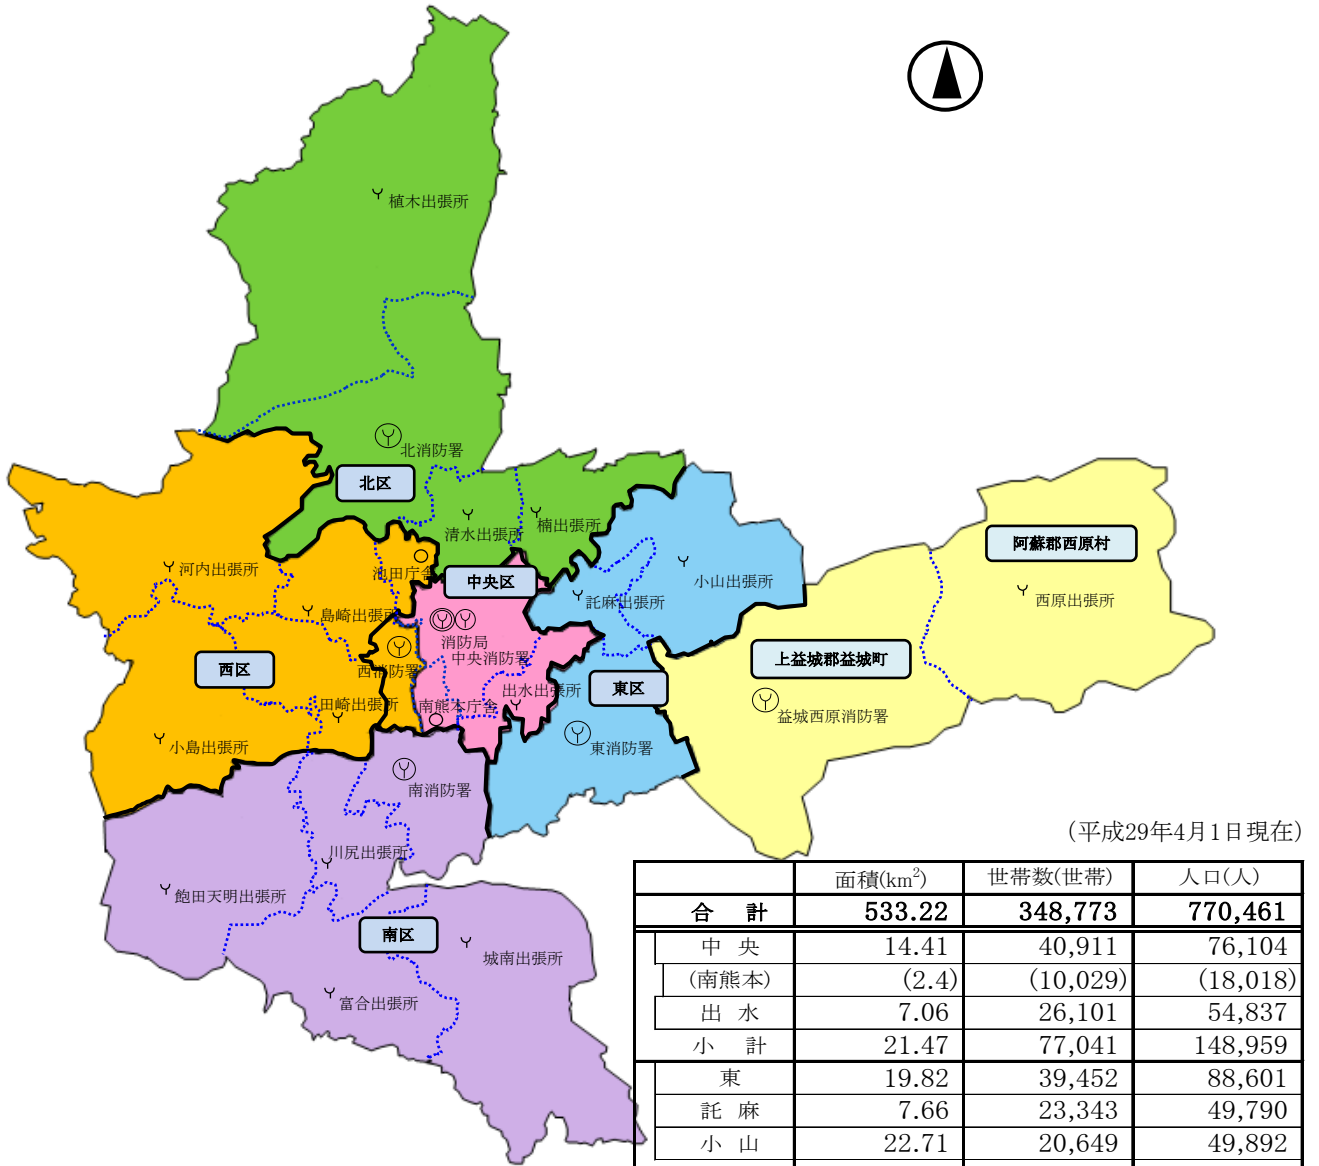 植木出張所
北消防署
北区
清水出張所
楠出張所
阿蘇郡西原村
河内出張所
池田庁舎
中央区
小山出張所
西原出張所
島崎出張所
託麻出張所
消防局
中央消防署
上益城郡益城町
西区
西消防署
東区
田崎出張所
南熊本庁舎
出水出張所
益城西原消防署
小島出張所
東消防署
南消防署
川尻出張所
飽田天明出張所
南区
城南出張所
富合出張所
(平成29年4月1日現在)
面積(km²) 世帯数(世帯) 人口(人)
合 計 533.22 348,773 770,461
中 央 14.41 40,911 76,104
(南熊本) (2.4) (10,029) (18,018)
出 水 7.06 26,101 54,837
小 計 21.47 77,041 148,959
東 19.82 39,452 88,601
託 麻 7.66 23,343 49,790
小 山 22.71 20,649 49,892